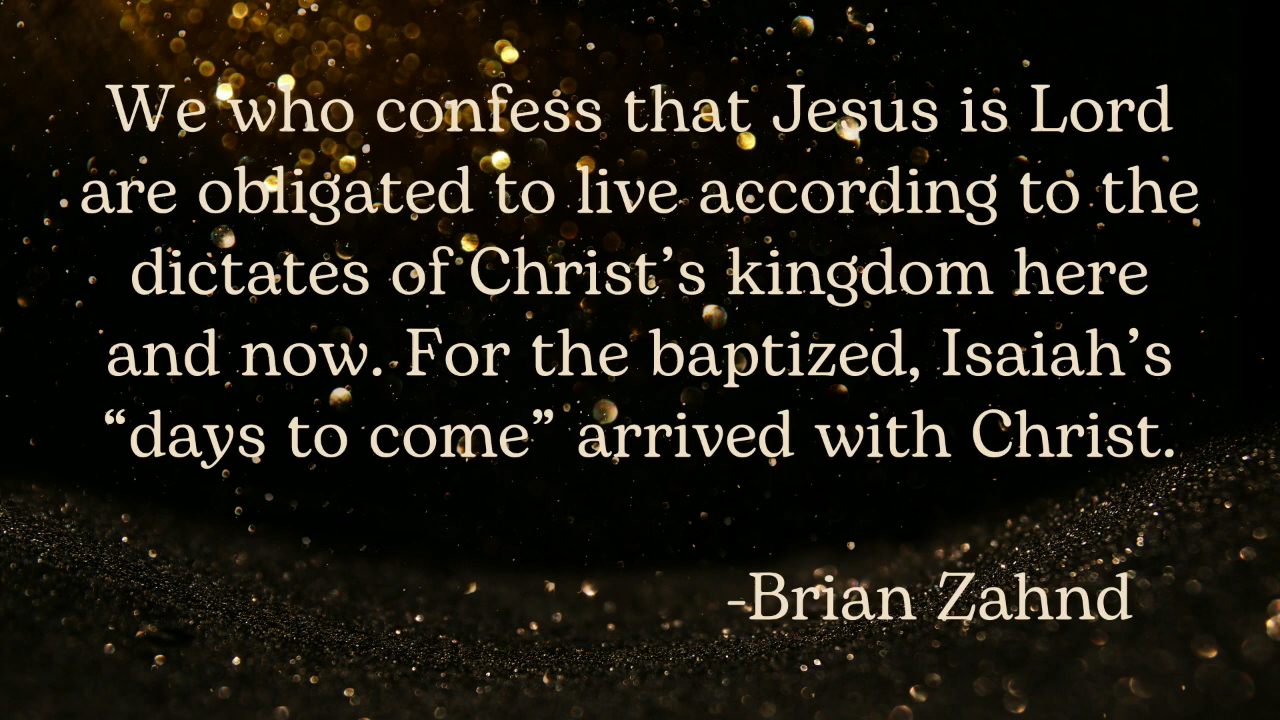 We who confess that Jesus is Lord
are obligated to live according to the
dictates of Christ’s kingdom here
and now. For the baptized, Isaiah’s
“days to come” arrived with Christ.
-Brian Zahnd